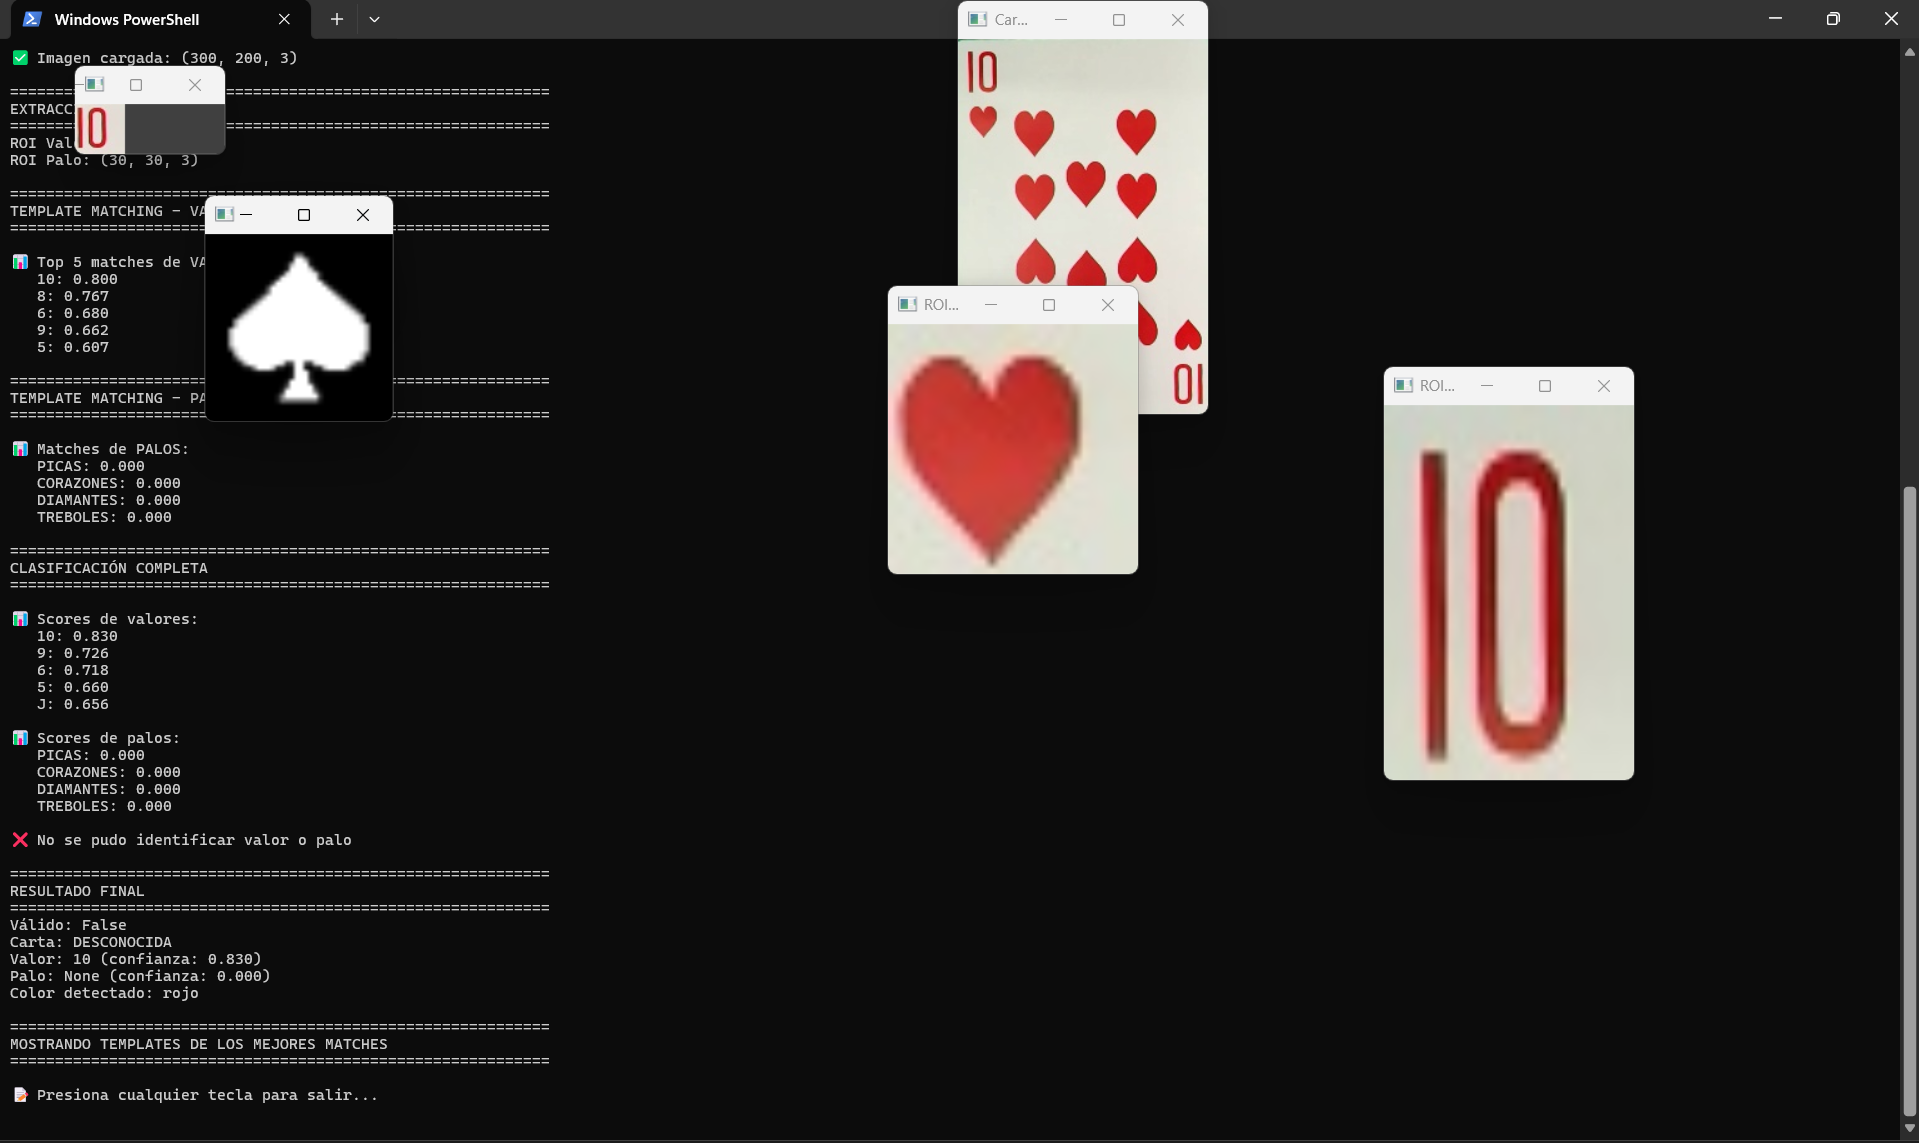 Windows PowerShell
✅ Imagen cargada: (300, 200, 3)
============================================================
EXTRACC
============================================================
ROI Val
ROI Palo: (30, 30, 3)
============================================================
TEMPLATE MATCHING - VA
============================================================
📊 Top 5 matches de VA
10: 0.800
8: 0.767
6: 0.680
9: 0.662
5: 0.607
============================================================
TEMPLATE MATCHING - PA
============================================================
📊 Matches de PALOS:
PICAS: 0.000
CORAZONES: 0.000
DIAMANTES: 0.000
TREBOLES: 0.000
============================================================
CLASIFICACIÓN COMPLETA
============================================================
📊 Scores de valores:
10: 0.830
9: 0.726
6: 0.718
5: 0.660
J: 0.656
📊 Scores de palos:
PICAS: 0.000
CORAZONES: 0.000
DIAMANTES: 0.000
TREBOLES: 0.000
❌ No se pudo identificar valor o palo
============================================================
RESULTADO FINAL
============================================================
Válido: False
Carta: DESCONOCIDA
Valor: 10 (confianza: 0.830)
Palo: None (confianza: 0.000)
Color detectado: rojo
============================================================
MOSTRANDO TEMPLATES DE LOS MEJORES MATCHES
============================================================
📝 Presiona cualquier tecla para salir...
10
Car...
10
10
ROI...
ROI...
10